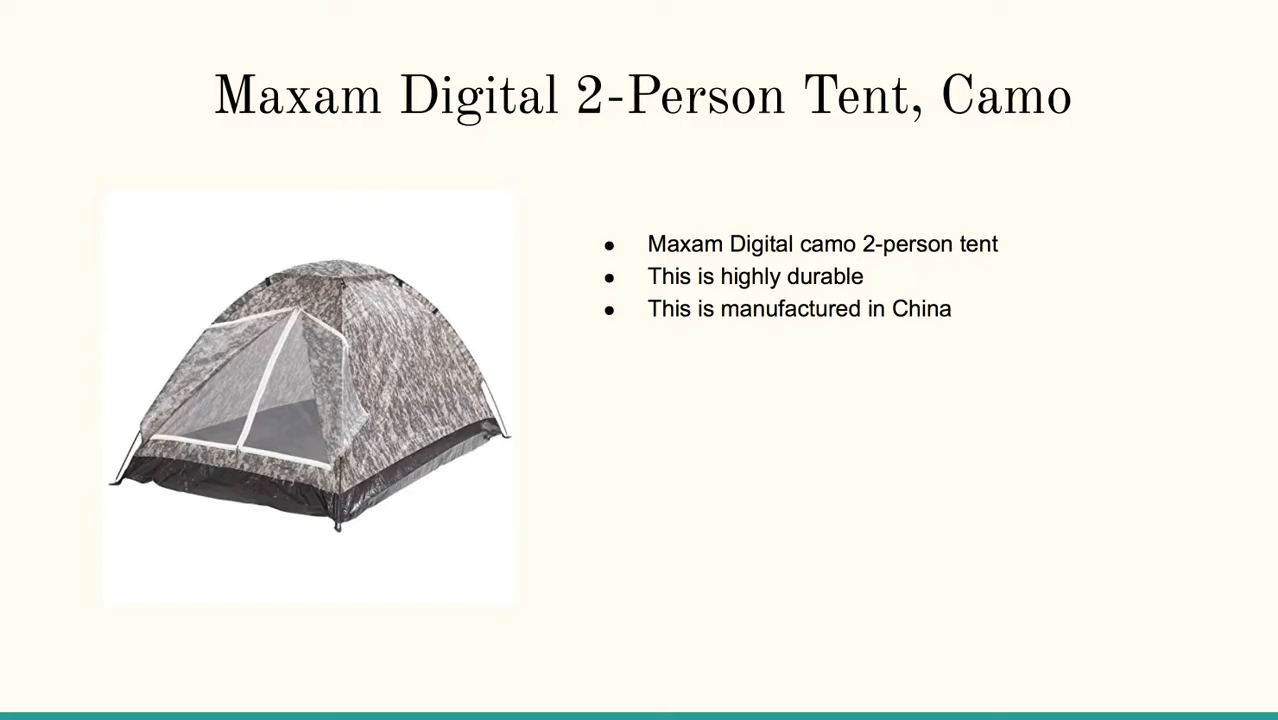 Maxam Digital 2-Person Tent, Camo
● Maxam Digital camo 2-person tent
● This is highly durable
● This is manufactured in China